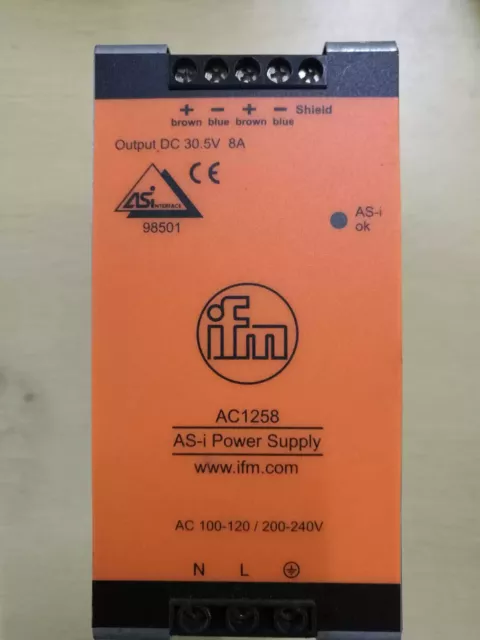 + − + − Shield
brown blue brown blue
Output DC 30.5V 8A
ASi
INTERFACE
CE
98501
AS-i
ok
ifm
AC1258
AS-i Power Supply
www.ifm.com
AC 100-120 / 200-240V
N L